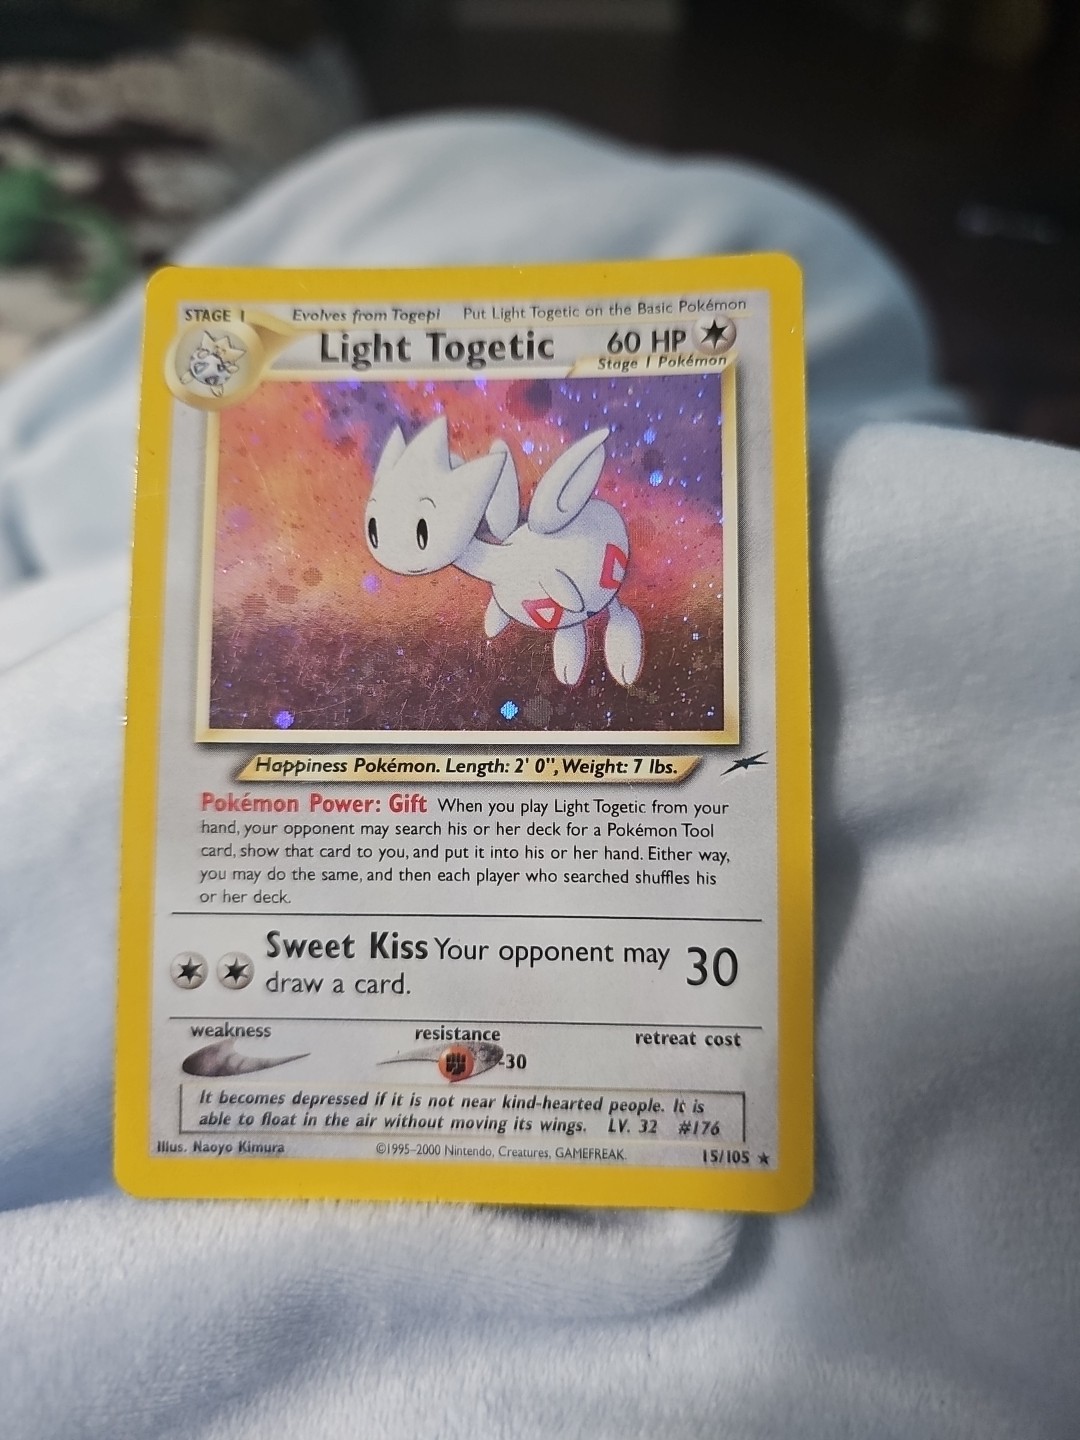 STAGE 1 Evolves from Togepi Put Light Togetic on the Basic Pokémon
Light Togetic 60 HP
Stage 1 Pokémon
Happiness Pokémon. Length: 2' 0", Weight: 7 lbs.
Pokémon Power: Gift When you play Light Togetic from your
hand, your opponent may search his or her deck for a Pokémon Tool
card, show that card to you, and put it into his or her hand. Either way,
you may do the same, and then each player who searched shuffles his
or her deck.
Sweet Kiss Your opponent may 30
draw a card.
weakness resistance retreat cost
-30
It becomes depressed if it is not near kind-hearted people. It is
able to float in the air without moving its wings. LV. 32 #176
Illus. Naoyo Kimura ©1995-2000 Nintendo, Creatures, GAMEFREAK. 15/105 ★